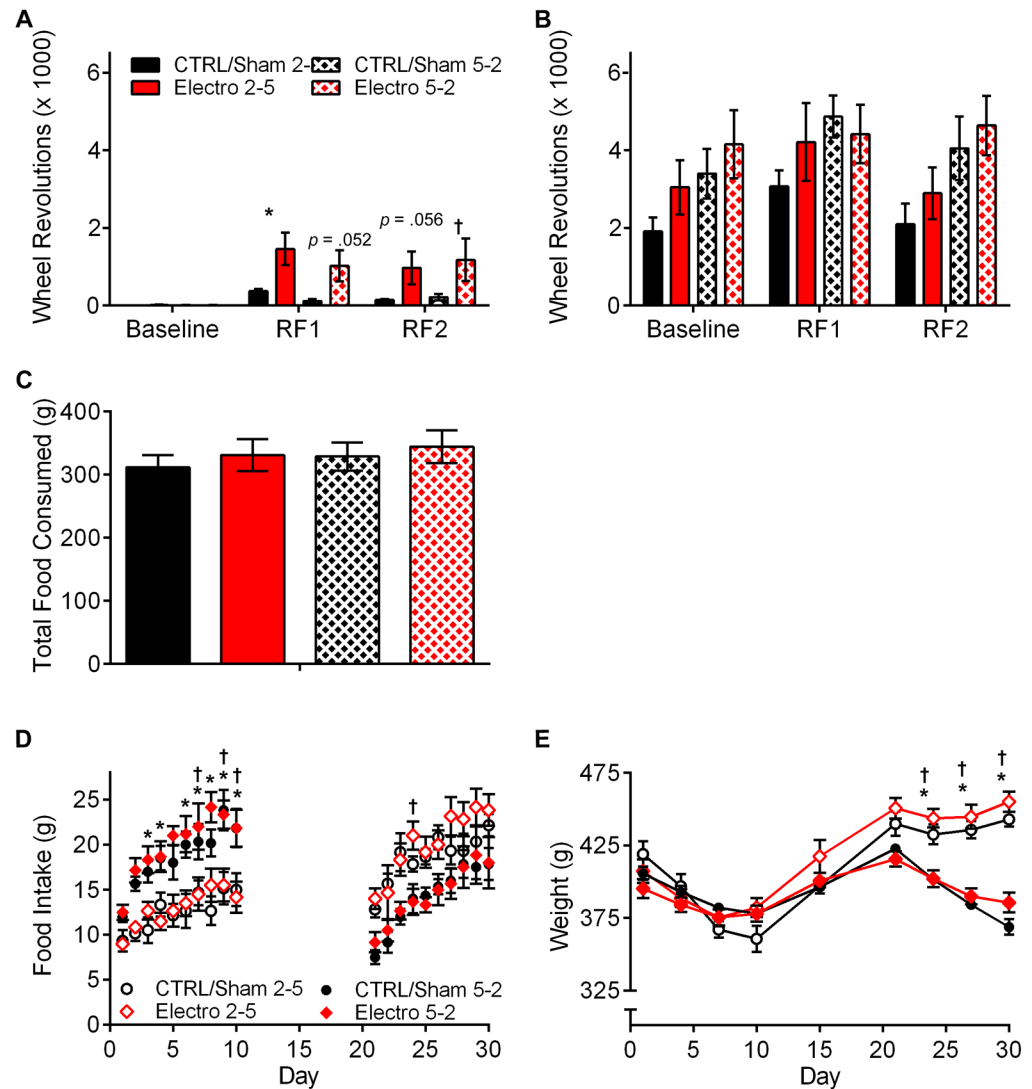 A
Wheel Revolutions (x 1000)
6
4
2
0
CTRL/Sham 2-
CTRL/Sham 5-2
Electro 2-5
Electro 5-2
*
p = .052
p = .056
†
Baseline
RF1
RF2
B
Wheel Revolutions (x 1000)
6
4
2
0
Baseline
RF1
RF2
C
Total Food Consumed (g)
400
300
200
100
0
D
Food Intake (g)
25
20
15
10
5
0
* * * † * * † * † *
†
CTRL/Sham 2-5
CTRL/Sham 5-2
Electro 2-5
Electro 5-2
0 5 10 15 20 25 30
Day
E
Weight (g)
475
425
375
325
† † †
* * *
0 5 10 15 20 25 30
Day